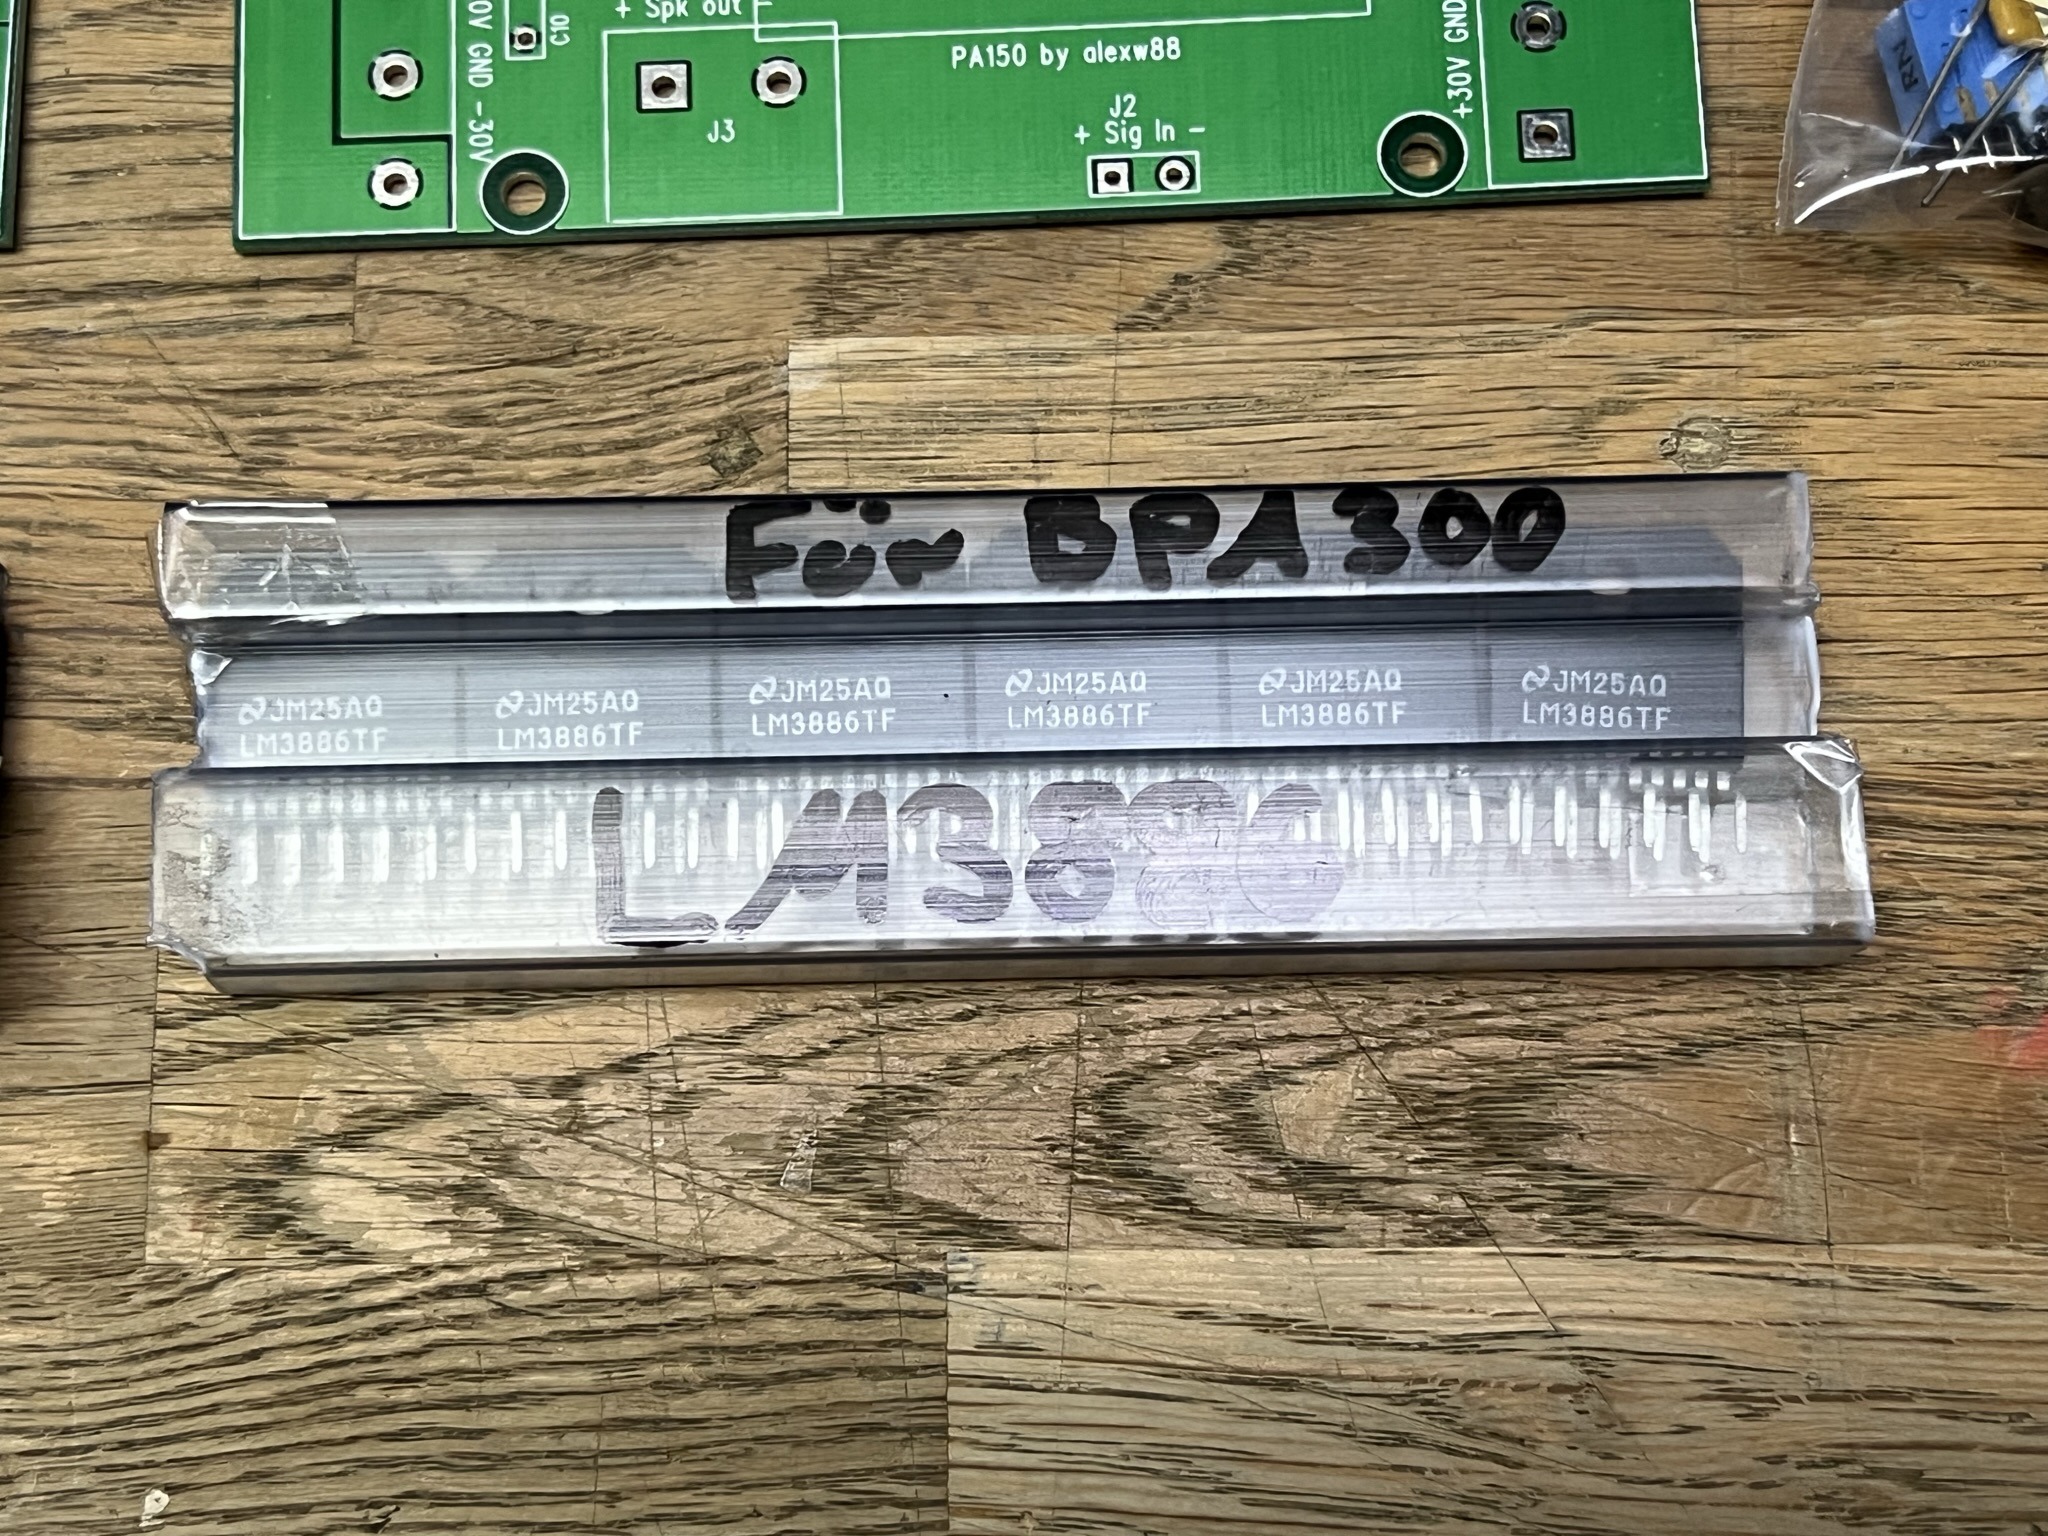 + Spk out
C10
0V GND -30V
PA150 by alexw88
J3
J2
+ Sig In -
+30V GND
Für BPA300
JM25AQ
LM3886TF
JM25AQ
LM3886TF
JM25AQ
LM3886TF
JM25AQ
LM3886TF
JM25AQ
LM3886TF
JM25AQ
LM3886TF
LM3886